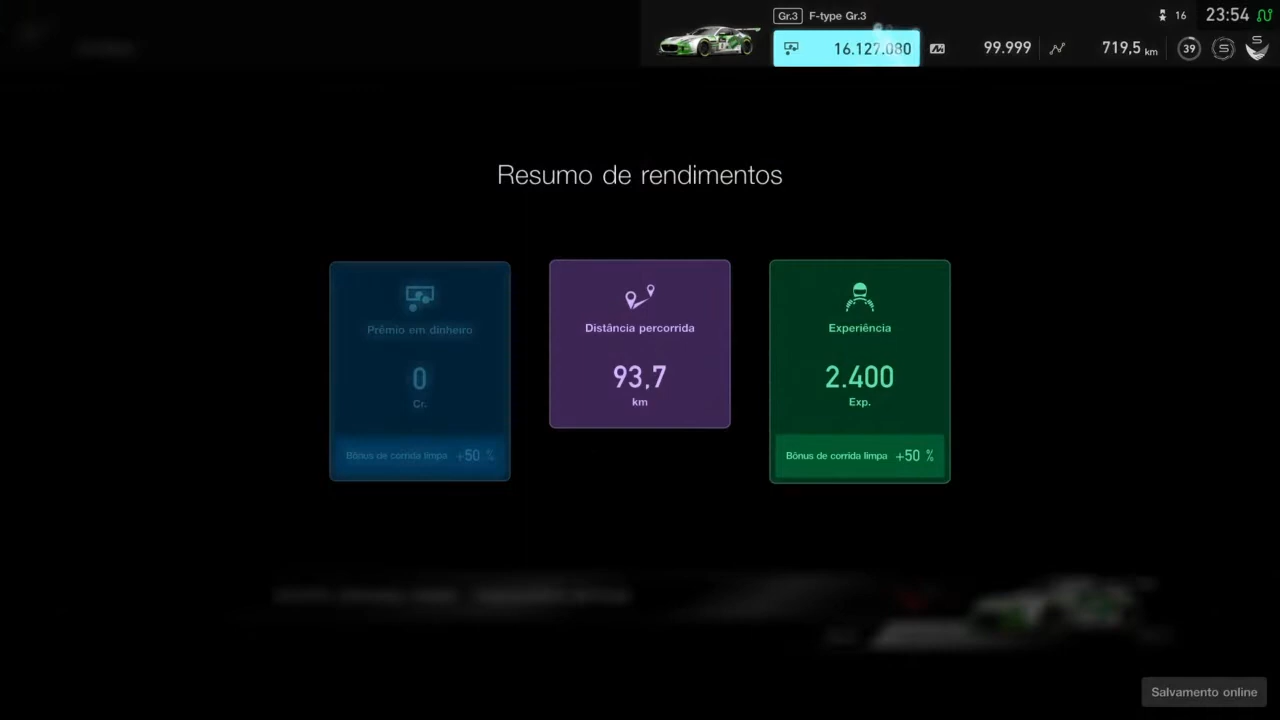 Gr.3 F-type Gr.3
16 23:54
16.127.080 99.999 719,5 km 39 S S
Resumo de rendimentos
Prêmio em dinheiro
0
Cr.
Bônus de corrida limpa +50 %
Distância percorrida
93,7
km
Experiência
2.400
Exp.
Bônus de corrida limpa +50 %
Salvamento online